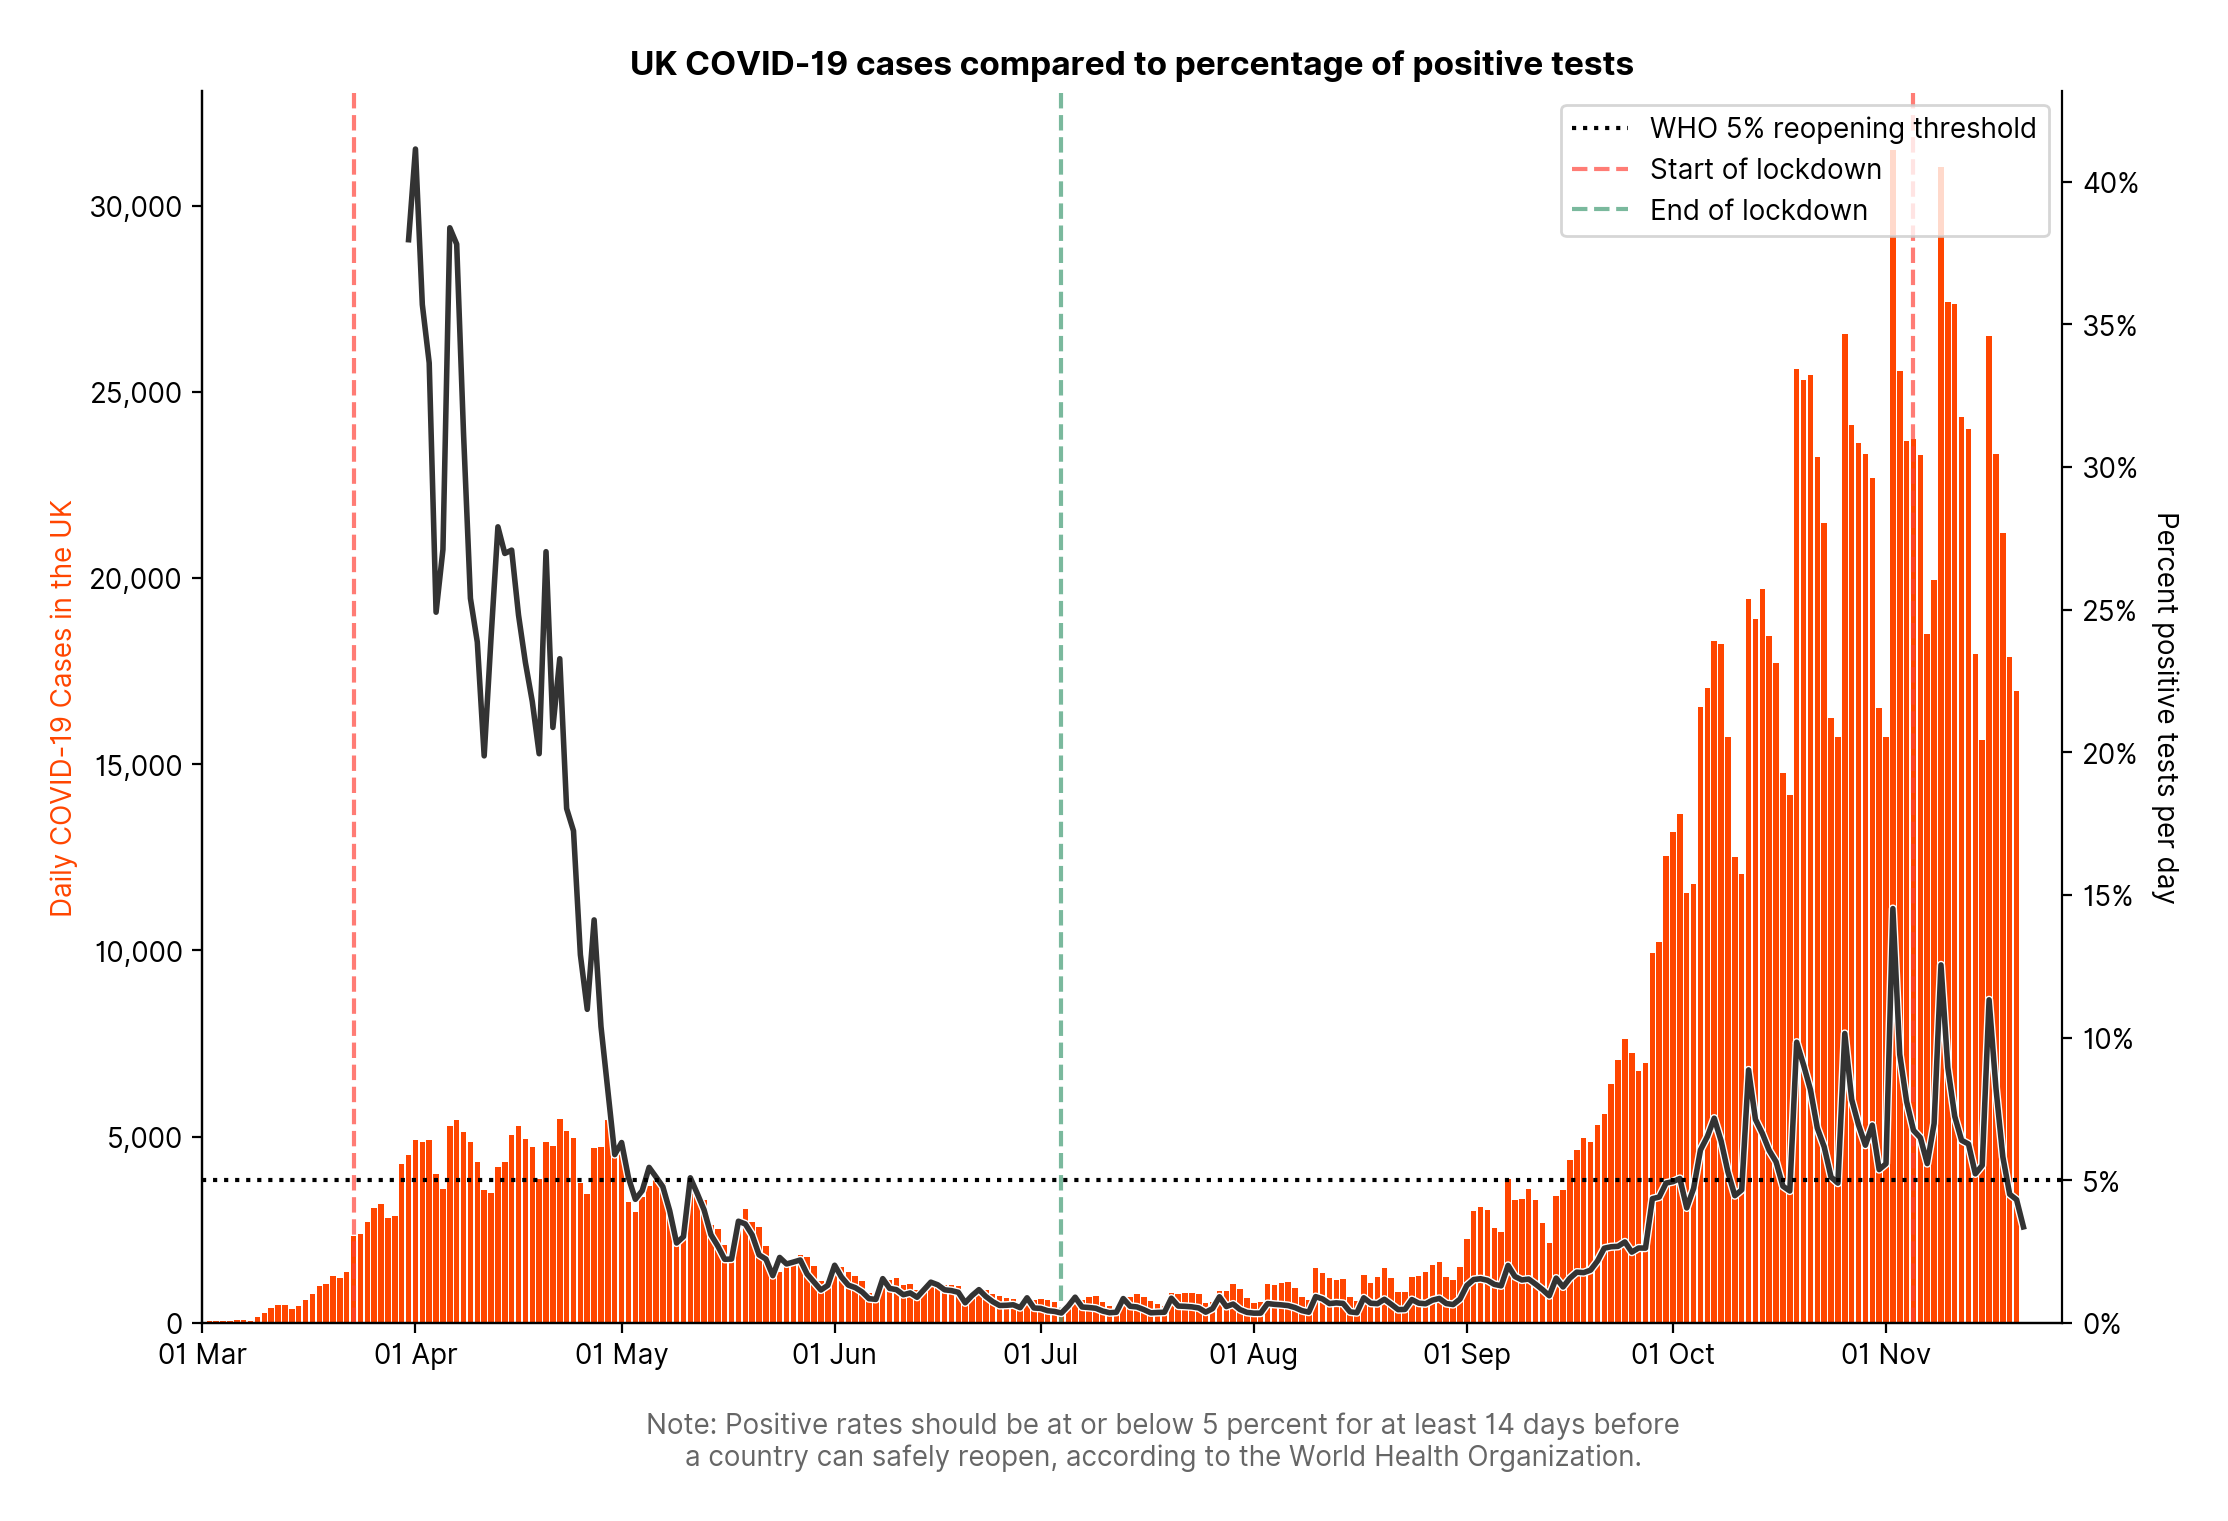 UK COVID-19 cases compared to percentage of positive tests
WHO 5% reopening threshold
Start of lockdown
End of lockdown
Daily COVID-19 Cases in the UK
30,000
25,000
20,000
15,000
10,000
5,000
0
40%
35%
30%
25%
20%
15%
10%
5%
0%
Percent positive tests per day
01 Mar
01 Apr
01 May
01 Jun
01 Jul
01 Aug
01 Sep
01 Oct
01 Nov
Note: Positive rates should be at or below 5 percent for at least 14 days before
a country can safely reopen, according to the World Health Organization.